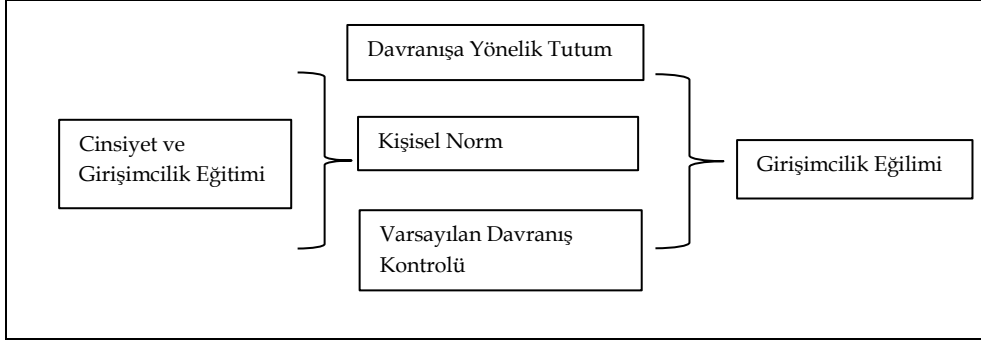 Davranışa Yönelik Tutum
Cinsiyet ve
Girişimcilik Eğitimi
Kişisel Norm
Girişimcilik Eğilimi
Varsayılan Davranış
Kontrolü